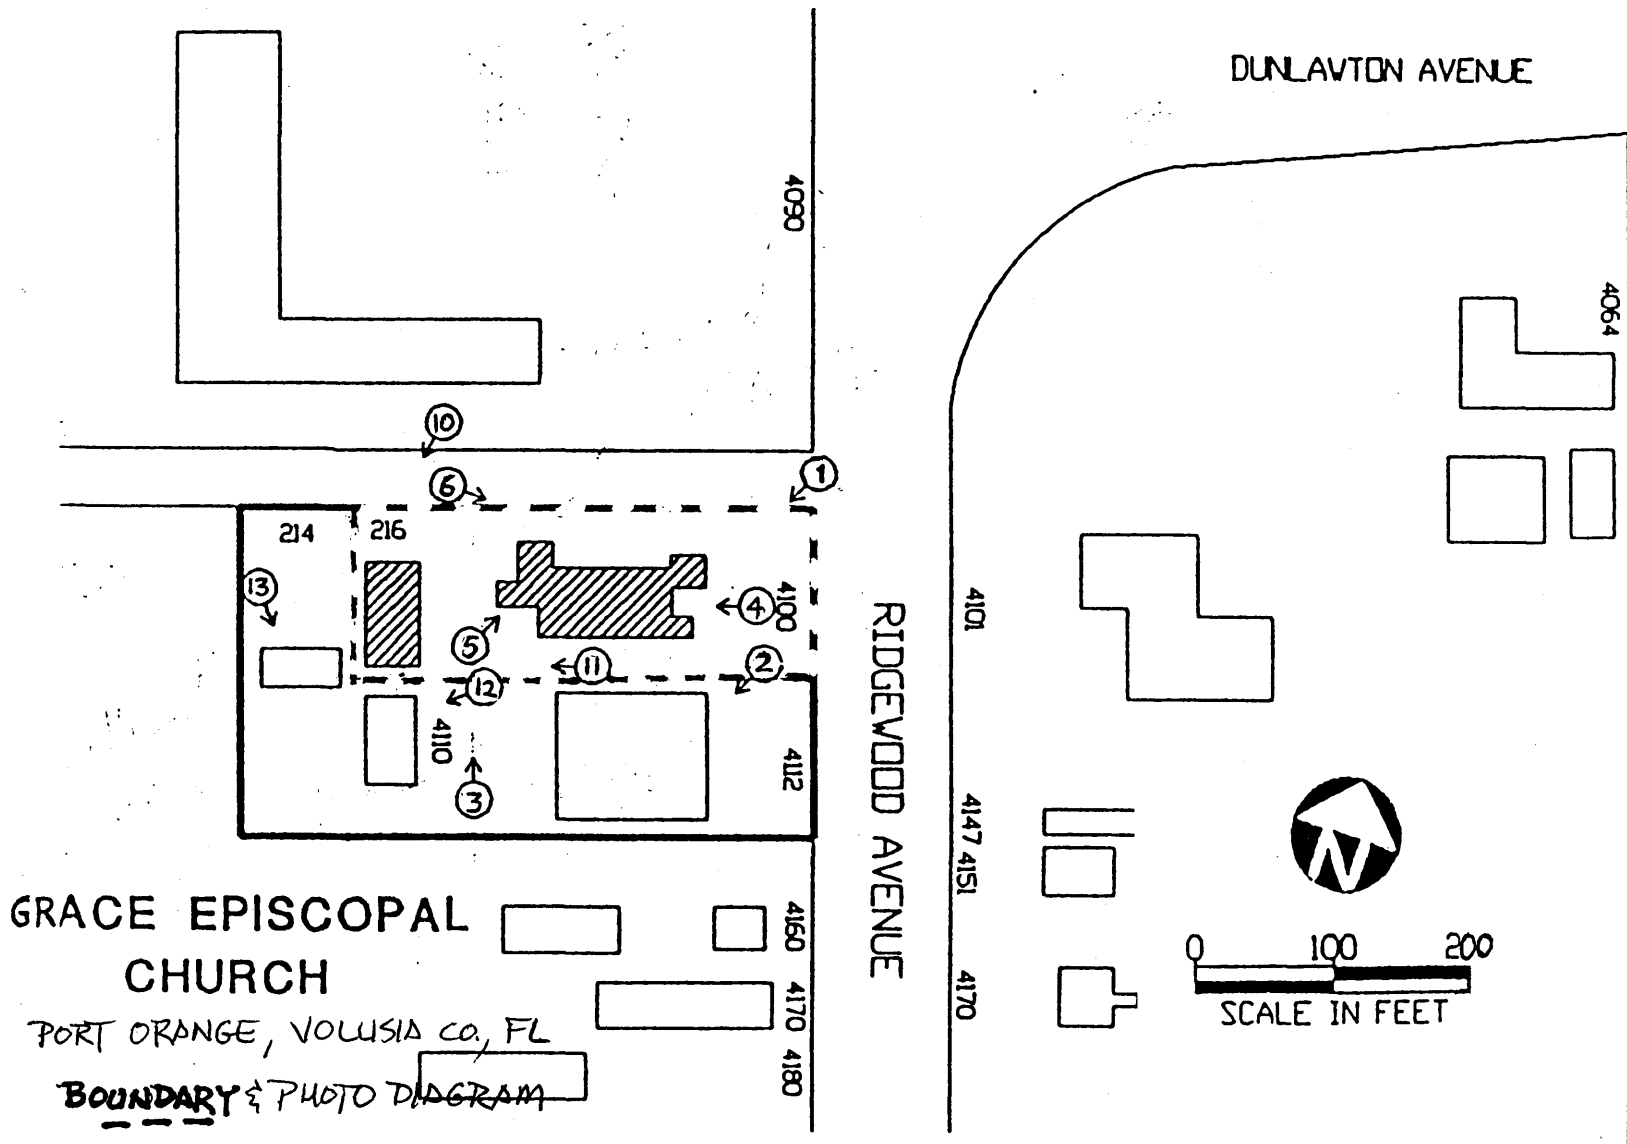 DUNLAWTON AVENUE
4090
4064
10
1
6
214
216
13
4
4100
4101
RIDGEWOOD AVENUE
5
11
2
12
4110
4112
3
4147
4151
N
GRACE EPISCOPAL
CHURCH
PORT ORANGE, VOLUSIA CO., FL
BOUNDARY & PHOTO DIAGRAM
4160
4170
4180
4170
0 100 200
SCALE IN FEET